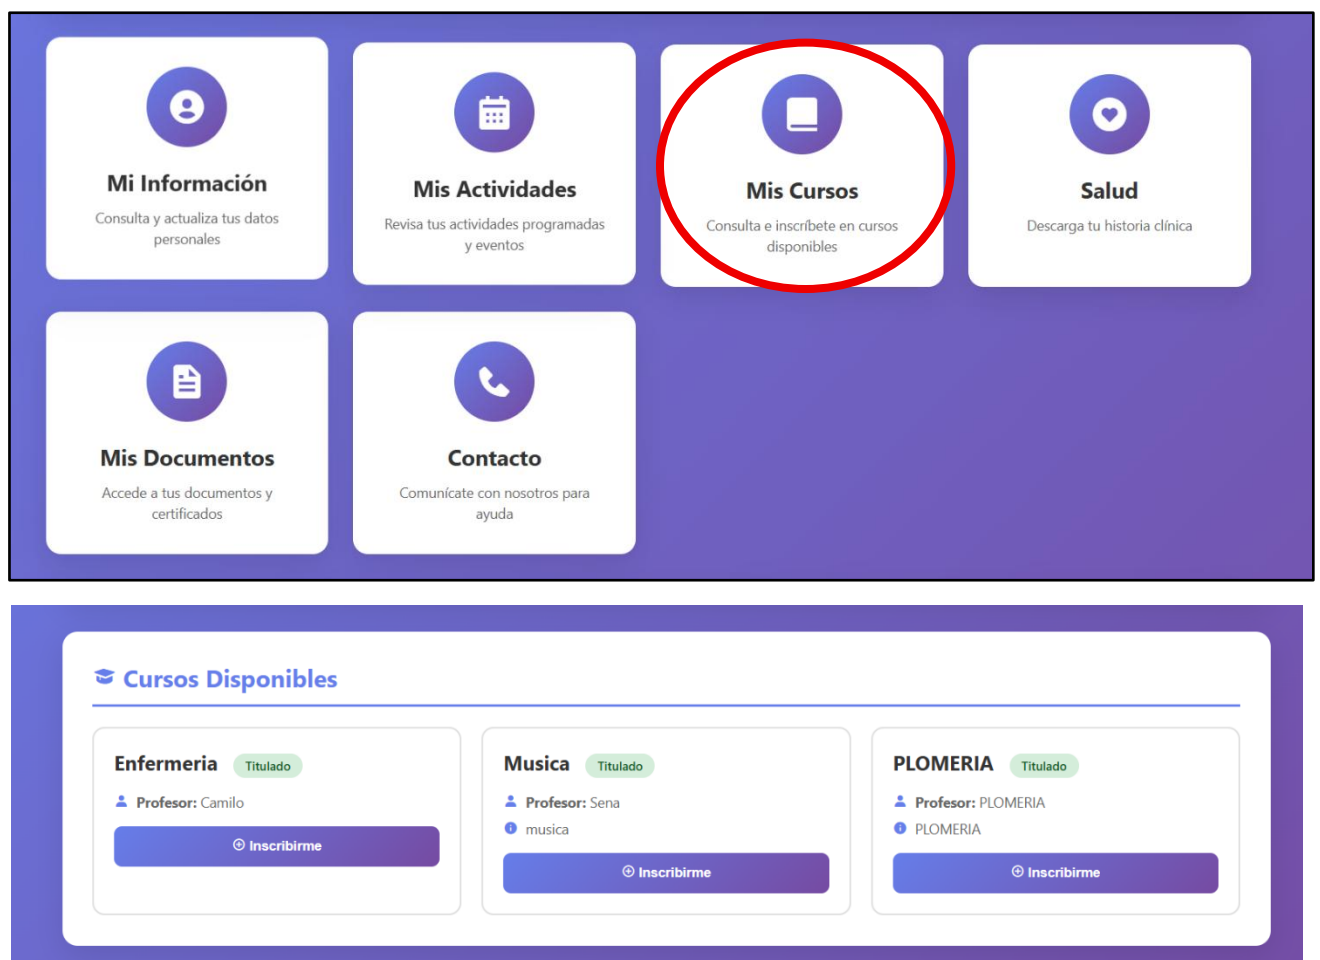 Mi Información
Consulta y actualiza tus datos
personales
Mis Actividades
Revisa tus actividades programadas
y eventos
Mis Cursos
Consulta e inscríbete en cursos
disponibles
Salud
Descarga tu historia clínica
Mis Documentos
Accede a tus documentos y
certificados
Contacto
Comunícate con nosotros para
ayuda
Cursos Disponibles
Enfermeria Titulado
Profesor: Camilo
Inscribirme
Musica Titulado
Profesor: Sena
musica
Inscribirme
PLOMERIA Titulado
Profesor: PLOMERIA
PLOMERIA
Inscribirme